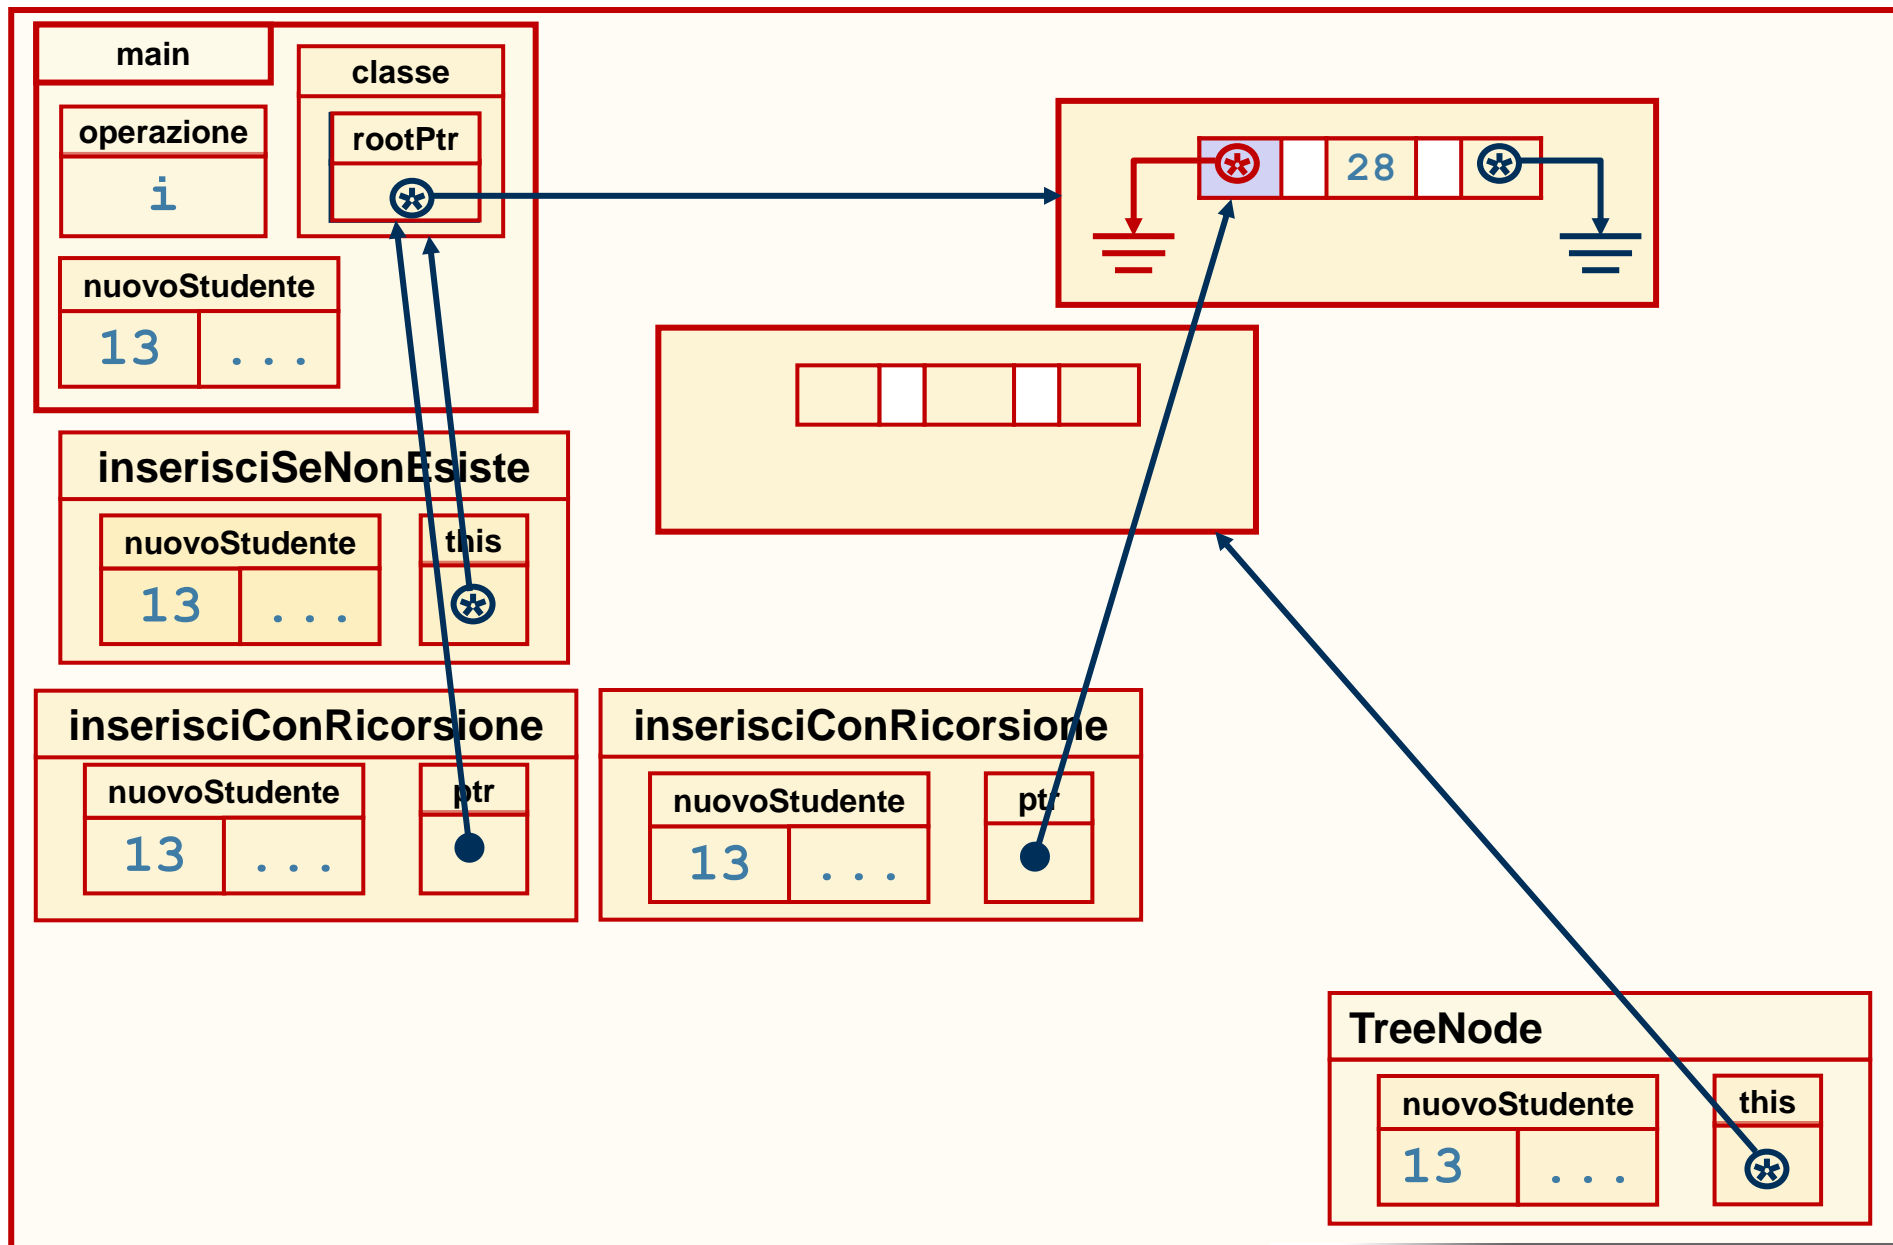 main
classe
operazione
rootPtr
i
28
nuovoStudente
13 ...
inserisciSeNonEsiste
nuovoStudente this
13 ...
inserisciConRicorsione
nuovoStudente ptr
13 ...
inserisciConRicorsione
nuovoStudente ptr
13 ...
TreeNode
nuovoStudente this
13 ...